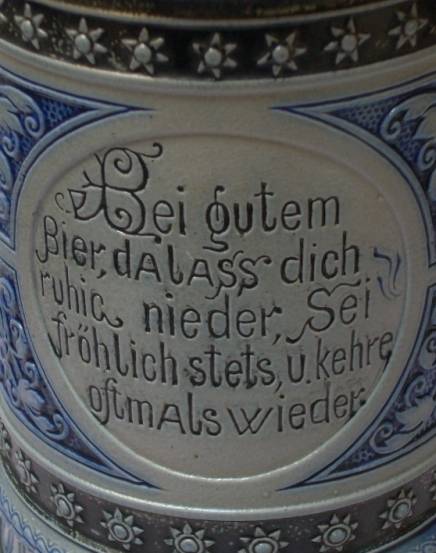 Bei gutem
Bier, da lass dich
ruhig nieder, Sei
fröhlich stets, u. kehre
oftmals wieder.